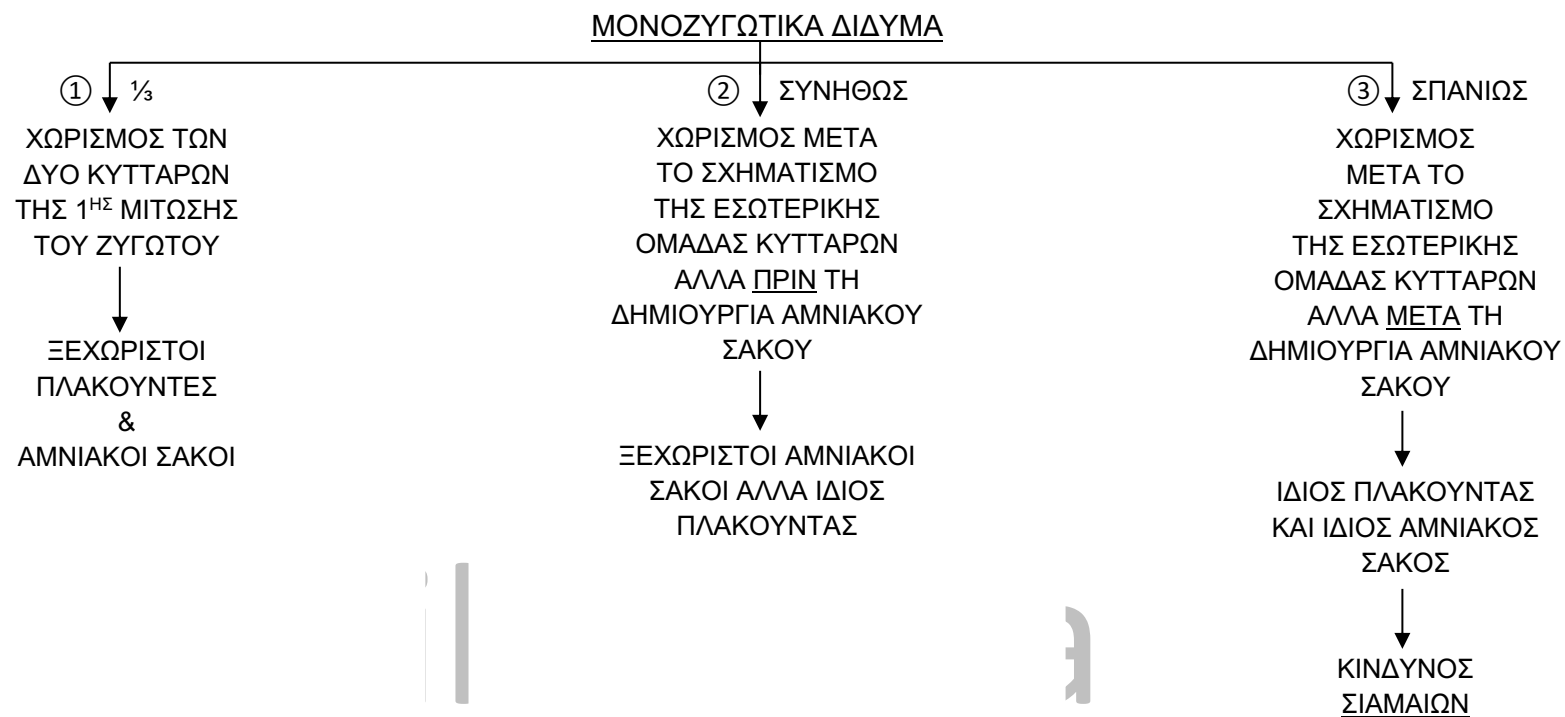 ΜΟΝΟΖΥΓΩΤΙΚΑ ΔΙΔΥΜΑ
① ⅓
ΧΩΡΙΣΜΟΣ ΤΩΝ
ΔΥΟ ΚΥΤΤΑΡΩΝ
ΤΗΣ 1ΗΣ ΜΙΤΩΣΗΣ
ΤΟΥ ΖΥΓΩΤΟΥ
ΞΕΧΩΡΙΣΤΟΙ
ΠΛΑΚΟΥΝΤΕΣ
&
ΑΜΝΙΑΚΟΙ ΣΑΚΟΙ
② ΣΥΝΗΘΩΣ
ΧΩΡΙΣΜΟΣ ΜΕΤΑ
ΤΟ ΣΧΗΜΑΤΙΣΜΟ
ΤΗΣ ΕΣΩΤΕΡΙΚΗΣ
ΟΜΑΔΑΣ ΚΥΤΤΑΡΩΝ
ΑΛΛΑ ΠΡΙΝ ΤΗ
ΔΗΜΙΟΥΡΓΙΑ ΑΜΝΙΑΚΟΥ
ΣΑΚΟΥ
ΞΕΧΩΡΙΣΤΟΙ ΑΜΝΙΑΚΟΙ
ΣΑΚΟΙ ΑΛΛΑ ΙΔΙΟΣ
ΠΛΑΚΟΥΝΤΑΣ
③ ΣΠΑΝΙΩΣ
ΧΩΡΙΣΜΟΣ
ΜΕΤΑ ΤΟ
ΣΧΗΜΑΤΙΣΜΟ
ΤΗΣ ΕΣΩΤΕΡΙΚΗΣ
ΟΜΑΔΑΣ ΚΥΤΤΑΡΩΝ
ΑΛΛΑ ΜΕΤΑ ΤΗ
ΔΗΜΙΟΥΡΓΙΑ ΑΜΝΙΑΚΟΥ
ΣΑΚΟΥ
ΙΔΙΟΣ ΠΛΑΚΟΥΝΤΑΣ
ΚΑΙ ΙΔΙΟΣ ΑΜΝΙΑΚΟΣ
ΣΑΚΟΣ
ΚΙΝΔΥΝΟΣ
ΣΙΑΜΑΙΩΝ